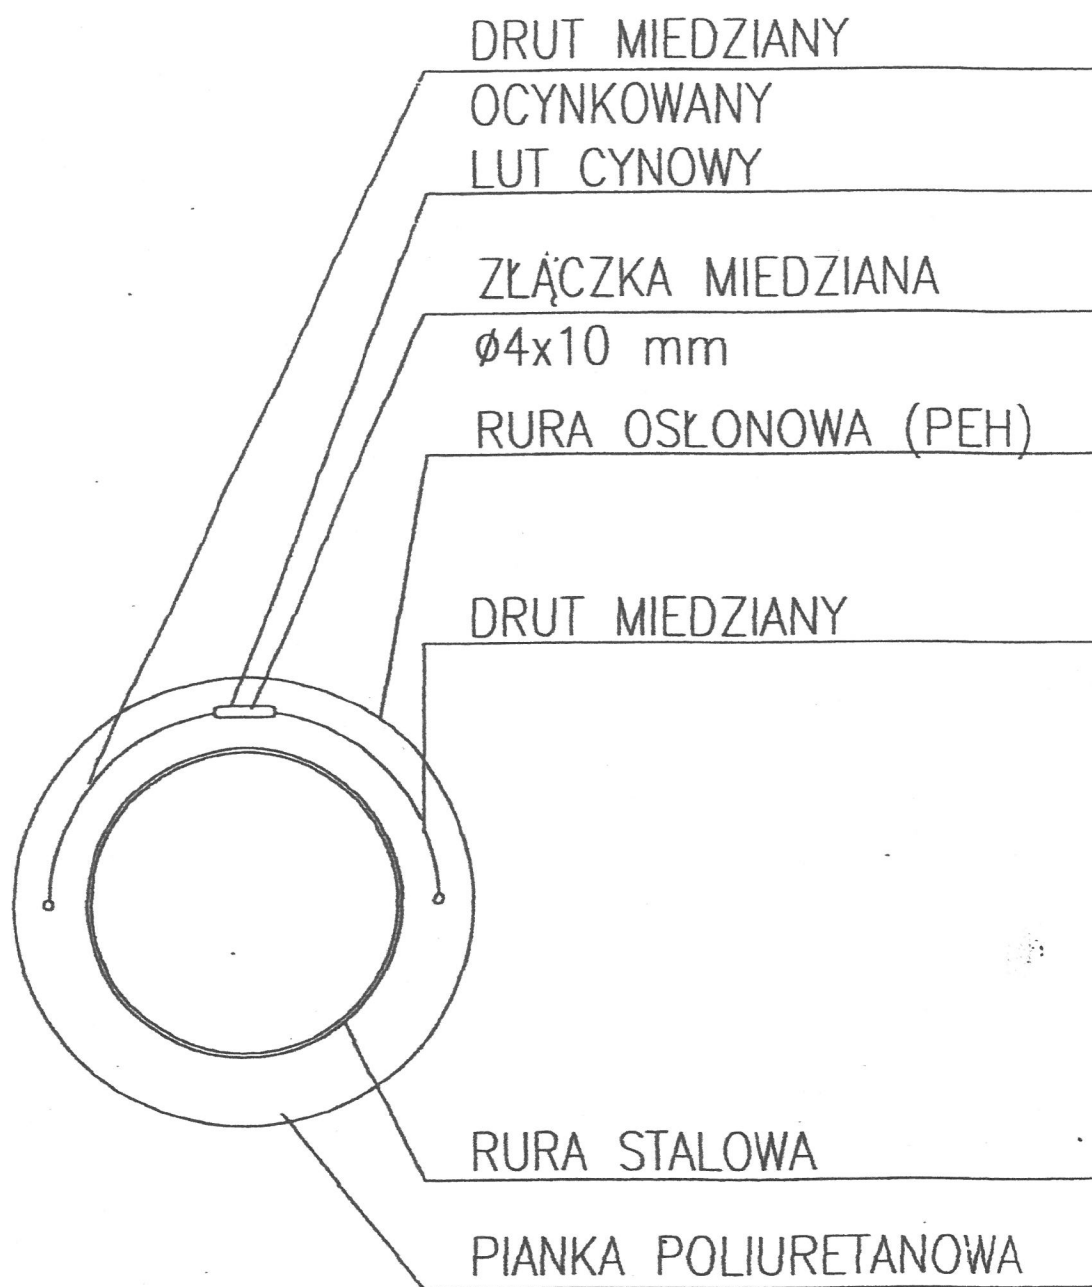 DRUT MIEDZIANY
OCYNKOWANY
LUT CYNOWY
ZŁĄCZKA MIEDZIANA
ø4x10 mm
RURA OSŁONOWA (PEH)
DRUT MIEDZIANY
RURA STALOWA
PIANKA POLIURETANOWA